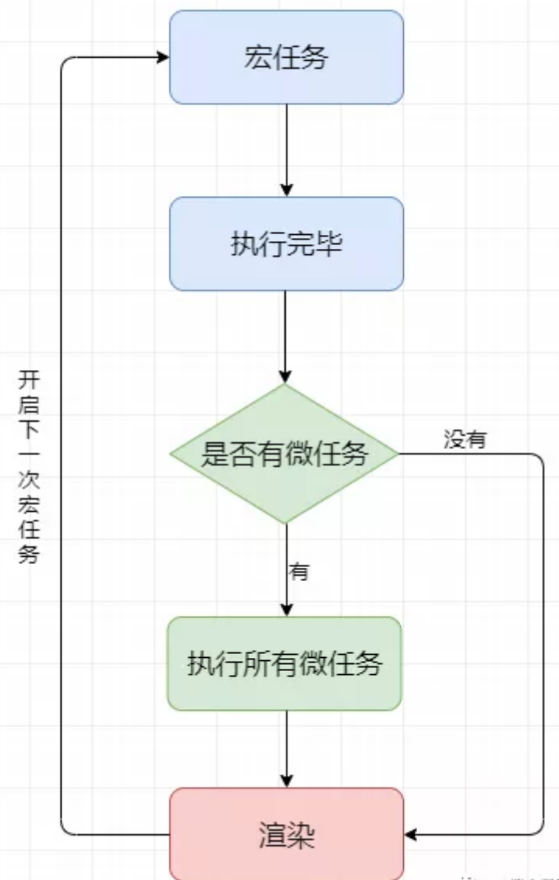 宏任务
执行完毕
是否有微任务
没有
有
执行所有微任务
渲染
开启下一次宏任务